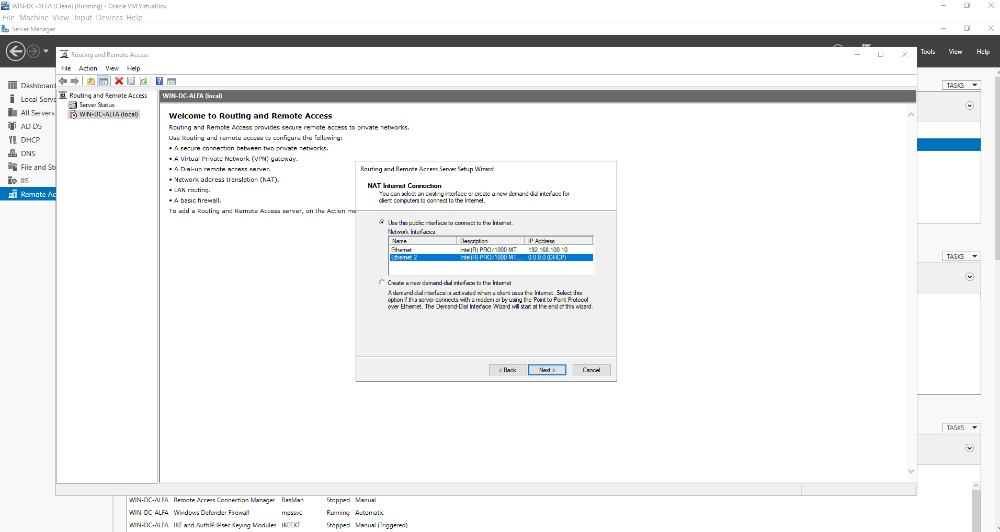 WIN-DC-ALFA (Clean) [Running] - Oracle VM VirtualBox
File Machine View Input Devices Help
Server Manager
Tools View Help
Routing and Remote Access
File Action View Help
Dashboard
Local Serve
All Servers
AD DS
DHCP
DNS
File and Sto
IIS
Remote Ac
Routing and Remote Access
Server Status
WIN-DC-ALFA (local)
WIN-DC-ALFA (local)
Welcome to Routing and Remote Access
Routing and Remote Access provides secure remote access to private networks.
Use Routing and remote access to configure the following:
• A secure connection between two private networks.
• A Virtual Private Network (VPN) gateway.
• A Dial-up remote access server.
• Network address translation (NAT).
• LAN routing.
• A basic firewall.
To add a Routing and Remote Access server, on the Action me
Routing and Remote Access Server Setup Wizard
NAT Internet Connection
You can select an existing interface or create a new demand-dial interface for
client computers to connect to the Internet.
Use this public interface to connect to the Internet:
Network Interfaces:
Name Description IP Address
Ethernet Intel(R) PRO/1000 MT... 192.168.100.10
Ethernet 2 Intel(R) PRO/1000 MT... 0.0.0.0 (DHCP)
Create a new demand-dial interface to the Internet
A demand-dial interface is activated when a client uses the Internet. Select this
option if this server connects with a modem or by using the Point-to-Point Protocol
over Ethernet. The Demand-Dial Interface Wizard will start at the end of this wizard.
< Back Next > Cancel
TASKS
TASKS
TASKS
WIN-DC-ALFA Remote Access Connection Manager RasMan Stopped Manual
WIN-DC-ALFA Windows Defender Firewall mpssvc Running Automatic
WIN-DC-ALFA IKE and AuthIP IPsec Keying Modules IKEEXT Stopped Manual (Triggered)